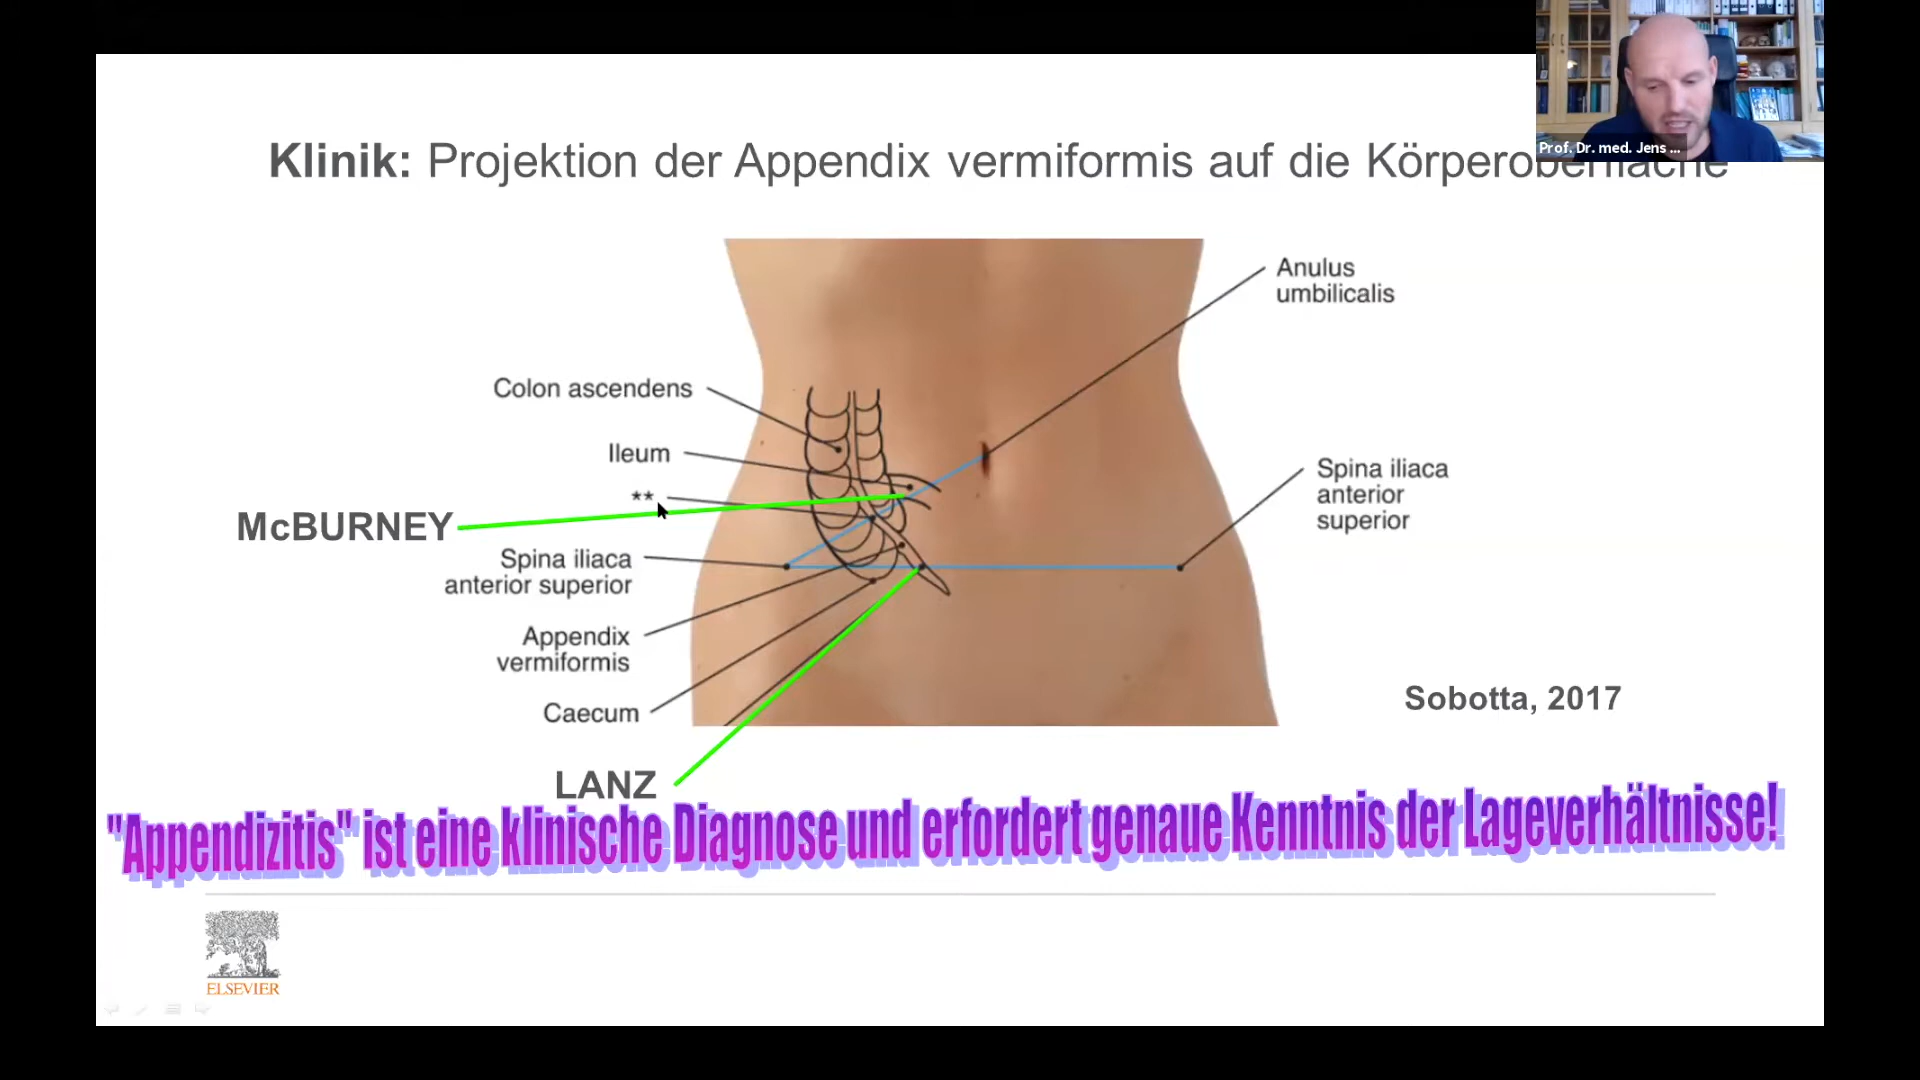 Prof. Dr. med. Jens ...
Klinik: Projektion der Appendix vermiformis auf die Körperoberfläche
Anulus
umbilicalis
Colon ascendens
Ileum
**
McBURNEY
Spina iliaca
anterior superior
Spina iliaca
anterior
superior
Appendix
vermiformis
Caecum
Sobotta, 2017
LANZ
"Appendizitis" ist eine klinische Diagnose und erfordert genaue Kenntnis der Lageverhältnisse!
ELSEVIER